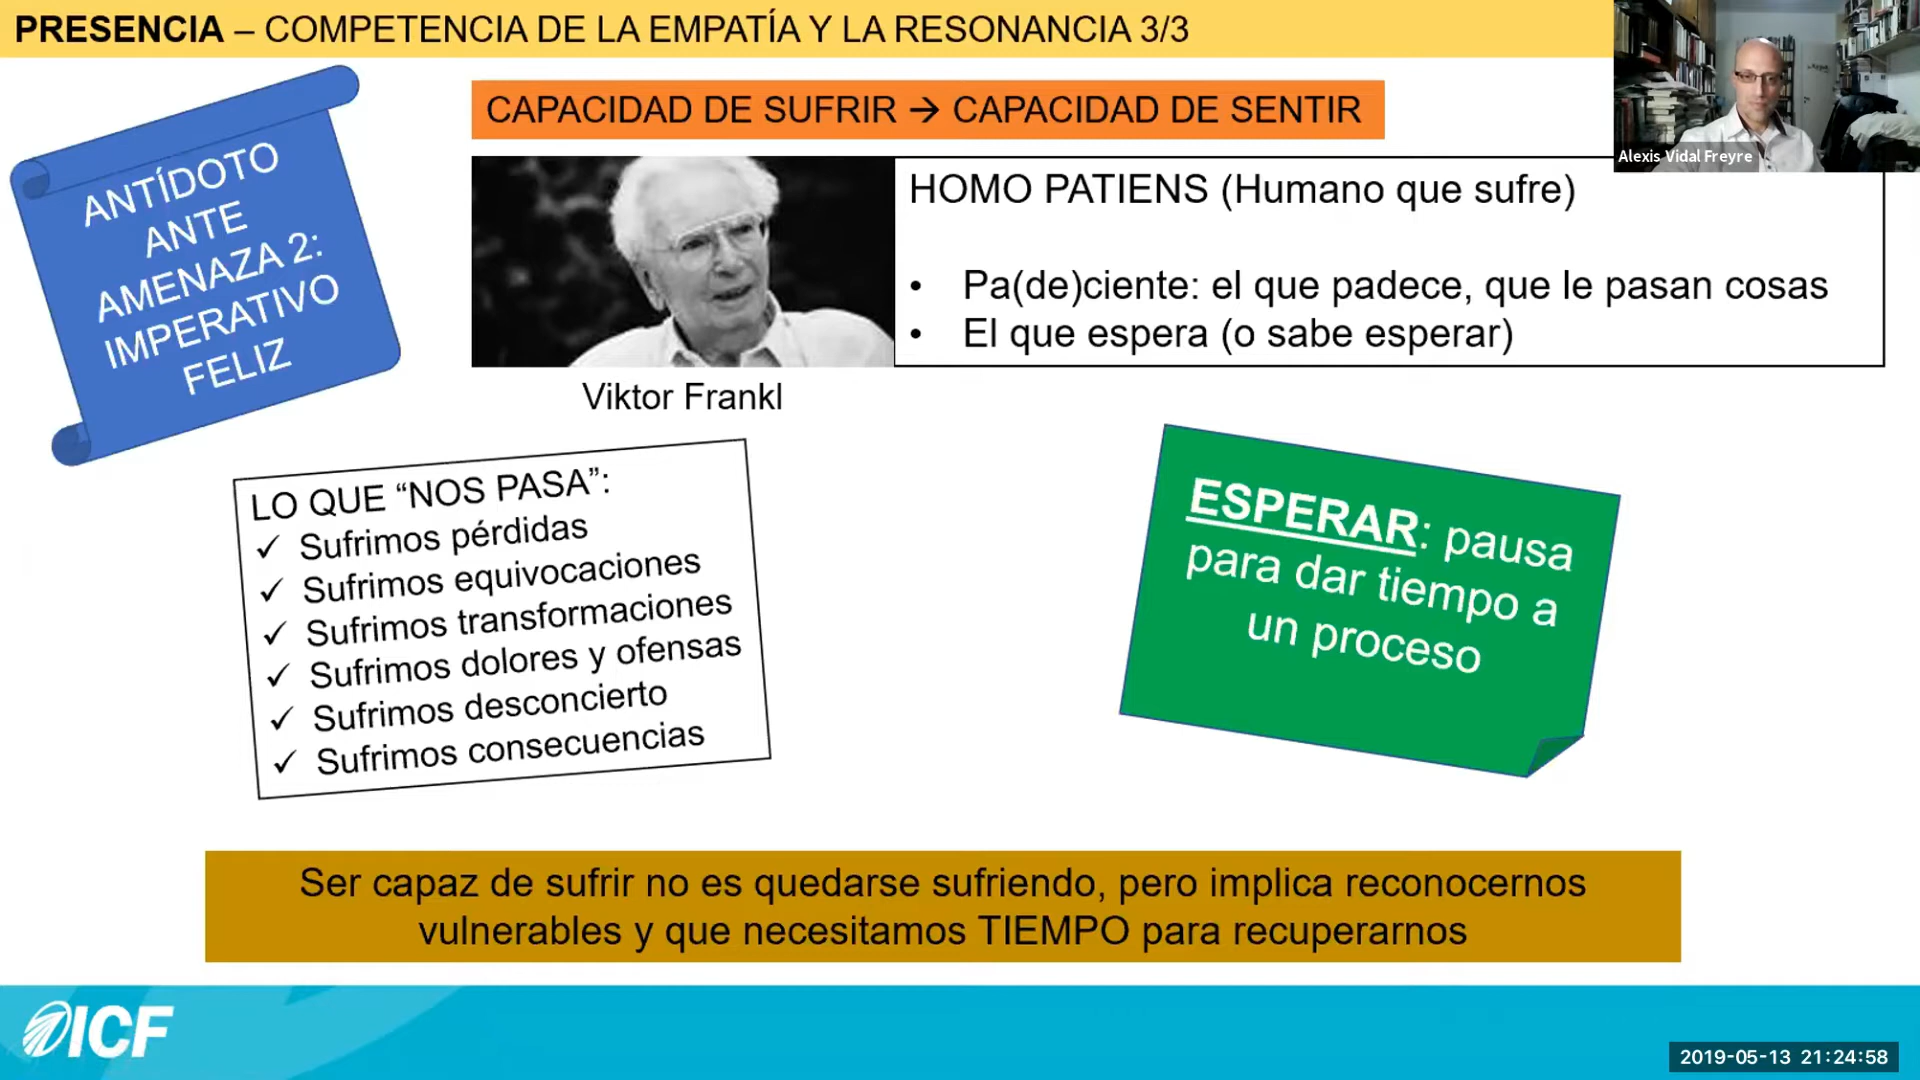 PRESENCIA – COMPETENCIA DE LA EMPATÍA Y LA RESONANCIA 3/3
Alexis Vidal Freyre
ANTÍDOTO
ANTE
AMENAZA 2:
IMPERATIVO
FELIZ
CAPACIDAD DE SUFRIR → CAPACIDAD DE SENTIR
HOMO PATIENS (Humano que sufre)
• Pa(de)ciente: el que padece, que le pasan cosas
• El que espera (o sabe esperar)
Viktor Frankl
LO QUE “NOS PASA”:
✓ Sufrimos pérdidas
✓ Sufrimos equivocaciones
✓ Sufrimos transformaciones
✓ Sufrimos dolores y ofensas
✓ Sufrimos desconcierto
✓ Sufrimos consecuencias
ESPERAR: pausa
para dar tiempo a
un proceso
Ser capaz de sufrir no es quedarse sufriendo, pero implica reconocernos
vulnerables y que necesitamos TIEMPO para recuperarnos
ICF
2019-05-13 21:24:58